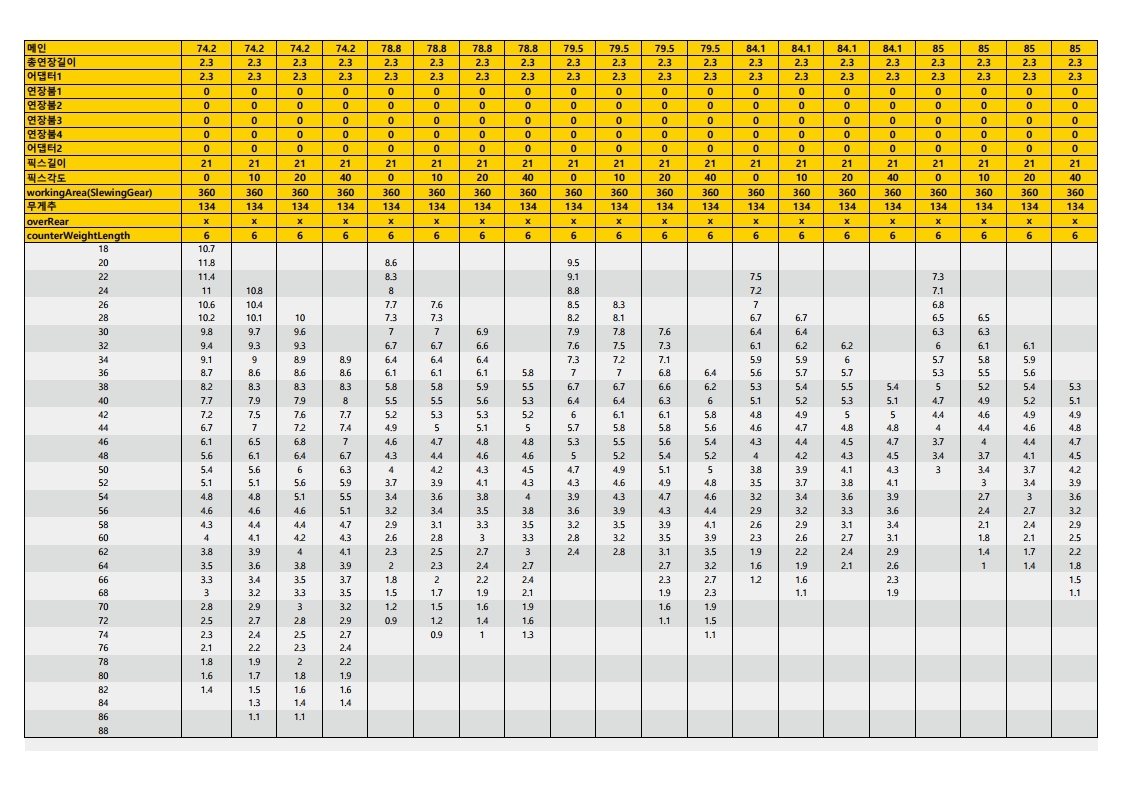 메인 74.2 74.2 74.2 74.2 78.8 78.8 78.8 78.8 79.5 79.5 79.5 79.5 84.1 84.1 84.1 84.1 85 85 85 85
총연장길이 2.3 2.3 2.3 2.3 2.3 2.3 2.3 2.3 2.3 2.3 2.3 2.3 2.3 2.3 2.3 2.3 2.3 2.3 2.3 2.3
어댑터1 2.3 2.3 2.3 2.3 2.3 2.3 2.3 2.3 2.3 2.3 2.3 2.3 2.3 2.3 2.3 2.3 2.3 2.3 2.3 2.3
연장붐1 0 0 0 0 0 0 0 0 0 0 0 0 0 0 0 0 0 0 0 0
연장붐2 0 0 0 0 0 0 0 0 0 0 0 0 0 0 0 0 0 0 0 0
연장붐3 0 0 0 0 0 0 0 0 0 0 0 0 0 0 0 0 0 0 0 0
연장붐4 0 0 0 0 0 0 0 0 0 0 0 0 0 0 0 0 0 0 0 0
어댑터2 0 0 0 0 0 0 0 0 0 0 0 0 0 0 0 0 0 0 0 0
픽스길이 21 21 21 21 21 21 21 21 21 21 21 21 21 21 21 21 21 21 21 21
픽스각도 0 10 20 40 0 10 20 40 0 10 20 40 0 10 20 40 0 10 20 40
workingArea(SlewingGear) 360 360 360 360 360 360 360 360 360 360 360 360 360 360 360 360 360 360 360 360
무게추 134 134 134 134 134 134 134 134 134 134 134 134 134 134 134 134 134 134 134 134
overRear x x x x x x x x x x x x x x x x x x x x
counterWeightLength 6 6 6 6 6 6 6 6 6 6 6 6 6 6 6 6 6 6 6 6
18 10.7
20 11.8 8.6 9.5
22 11.4 8.3 9.1 7.5 7.3
24 11 10.8 8 8.8 7.2 7.1
26 10.6 10.4 7.7 7.6 8.5 8.3 7 6.8
28 10.2 10.1 10 7.3 7.3 8.2 8.1 6.7 6.7 6.5 6.5
30 9.8 9.7 9.6 7 7 6.9 7.9 7.8 7.6 6.4 6.4 6.3 6.3
32 9.4 9.3 9.3 6.7 6.7 6.6 7.6 7.5 7.3 6.1 6.2 6.2 6 6.1 6.1
34 9.1 9 8.9 8.9 6.4 6.4 6.4 7.3 7.2 7.1 5.9 5.9 6 5.7 5.8 5.9
36 8.7 8.6 8.6 8.6 6.1 6.1 6.1 5.8 7 7 6.8 6.4 5.6 5.7 5.7 5.3 5.5 5.6
38 8.2 8.3 8.3 8.3 5.8 5.8 5.9 5.5 6.7 6.7 6.6 6.2 5.3 5.4 5.5 5.4 5 5.2 5.4 5.3
40 7.7 7.9 7.9 8 5.5 5.5 5.6 5.3 6.4 6.4 6.3 6 5.1 5.2 5.3 5.1 4.7 4.9 5.2 5.1
42 7.2 7.5 7.6 7.7 5.2 5.3 5.3 5.2 6 6.1 6.1 5.8 4.8 4.9 5 5 4.4 4.6 4.9 4.9
44 6.7 7 7.2 7.4 4.9 5 5.1 5 5.7 5.8 5.8 5.6 4.6 4.7 4.8 4.8 4 4.4 4.6 4.8
46 6.1 6.5 6.8 7 4.6 4.7 4.8 4.8 5.3 5.5 5.6 5.4 4.3 4.4 4.5 4.7 3.7 4 4.4 4.7
48 5.6 6.1 6.4 6.7 4.3 4.4 4.6 4.6 5 5.2 5.4 5.2 4 4.2 4.3 4.5 3.4 3.7 4.1 4.5
50 5.4 5.6 6 6.3 4 4.2 4.3 4.5 4.7 4.9 5.1 5 3.8 3.9 4.1 4.3 3 3.4 3.7 4.2
52 5.1 5.1 5.6 5.9 3.7 3.9 4.1 4.3 4.3 4.6 4.9 4.8 3.5 3.7 3.8 4.1 3 3.4 3.9
54 4.8 4.8 5.1 5.5 3.4 3.6 3.8 4 3.9 4.3 4.7 4.6 3.2 3.4 3.6 3.9 2.7 3 3.6
56 4.6 4.6 4.6 5.1 3.2 3.4 3.5 3.8 3.6 3.9 4.3 4.4 2.9 3.2 3.3 3.6 2.4 2.7 3.2
58 4.3 4.4 4.4 4.7 2.9 3.1 3.3 3.5 3.2 3.5 3.9 4.1 2.6 2.9 3.1 3.4 2.1 2.4 2.9
60 4 4.1 4.2 4.3 2.6 2.8 3 3.3 2.8 3.2 3.5 3.9 2.3 2.6 2.7 3.1 1.8 2.1 2.5
62 3.8 3.9 4 4.1 2.3 2.5 2.7 3 2.4 2.8 3.1 3.5 1.9 2.2 2.4 2.9 1.4 1.7 2.2
64 3.5 3.6 3.8 3.9 2 2.3 2.4 2.7 2.7 3.2 1.6 1.9 2.1 2.6 1 1.4 1.8
66 3.3 3.4 3.5 3.7 1.8 2 2.2 2.4 2.3 2.7 1.2 1.6 2.3 1.5
68 3 3.2 3.3 3.5 1.5 1.7 1.9 2.1 1.9 2.3 1.1 1.9 1.1
70 2.8 2.9 3 3.2 1.2 1.5 1.6 1.9 1.6 1.9
72 2.5 2.7 2.8 2.9 0.9 1.2 1.4 1.6 1.1 1.5
74 2.3 2.4 2.5 2.7 0.9 1 1.3 1.1
76 2.1 2.2 2.3 2.4
78 1.8 1.9 2 2.2
80 1.6 1.7 1.8 1.9
82 1.4 1.5 1.6 1.6
84 1.3 1.4 1.4
86 1.1 1.1
88